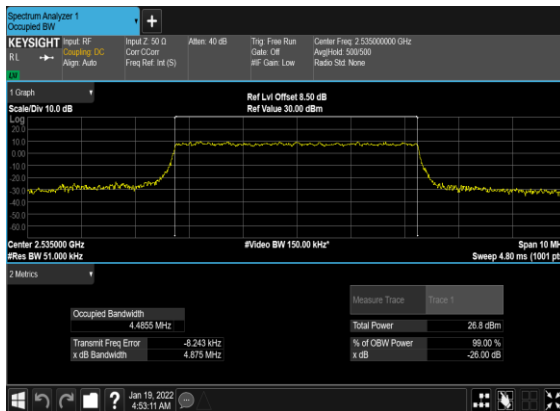 Spectrum Analyzer 1
Occupied BW
KEYSIGHT Input: RF Input Z: 50 Ω Atten: 40 dB Trig: Free Run Center Freq: 2.535000000 GHz
Coupling: DC Corr CCorr Gate: Off Avg|Hold: 500/500
RL Align: Auto Freq Ref: Int (S) #IF Gain: Low Radio Std: None
1 Graph
Ref Lvl Offset 8.50 dB
Scale/Div 10.0 dB Ref Value 30.00 dBm
Log
20.0
10.0
0.00
-10.0
-20.0
-30.0
-40.0
-50.0
-60.0
Center 2.535000 GHz #Video BW 150.00 kHz* Span 10 MH
#Res BW 51.000 kHz Sweep 4.80 ms (1001 pt
2 Metrics
Measure Trace Trace 1
Occupied Bandwidth
4.4855 MHz Total Power 26.8 dBm
Transmit Freq Error -8.243 kHz % of OBW Power 99.00 %
x dB Bandwidth 4.875 MHz x dB -26.00 dB
Jan 19, 2022
4:53:11 AM